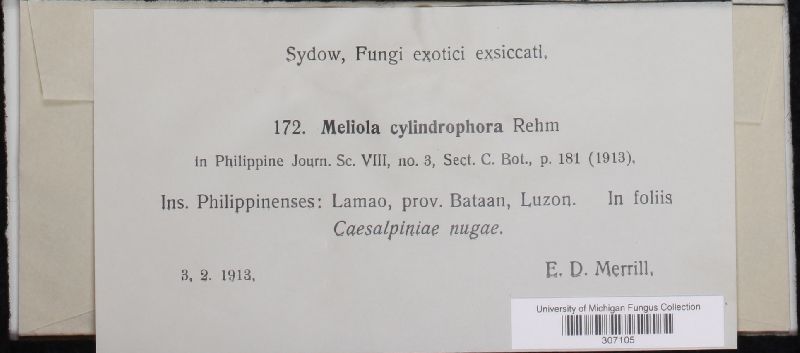 Sydow, Fungi exotici exsiccati.
172. Meliola cylindrophora Rehm
in Philippine Journ. Sc. VIII, no. 3, Sect. C. Bot., p. 181 (1913).
Ins. Philippinenses: Lamao, prov. Bataan, Luzon. In foliis
Caesalpiniae nugae.
3, 2. 1913.
E. D. Merrill.
University of Michigan Fungus Collection
307105